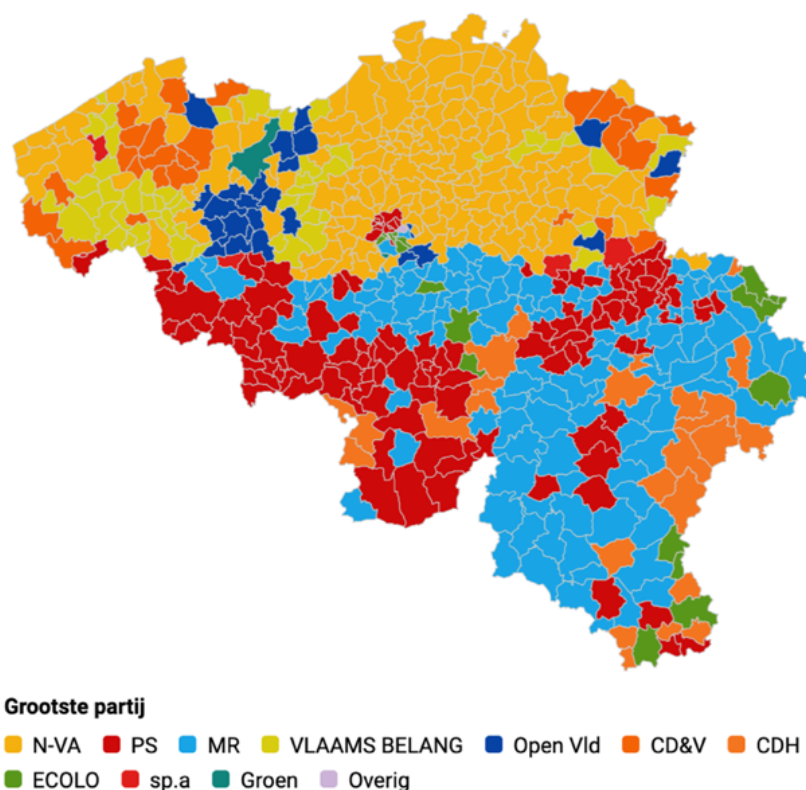 Grootste partij
N-VA PS MR VLAAMS BELANG Open Vld CD&V CDH
ECOLO sp.a Groen Overig